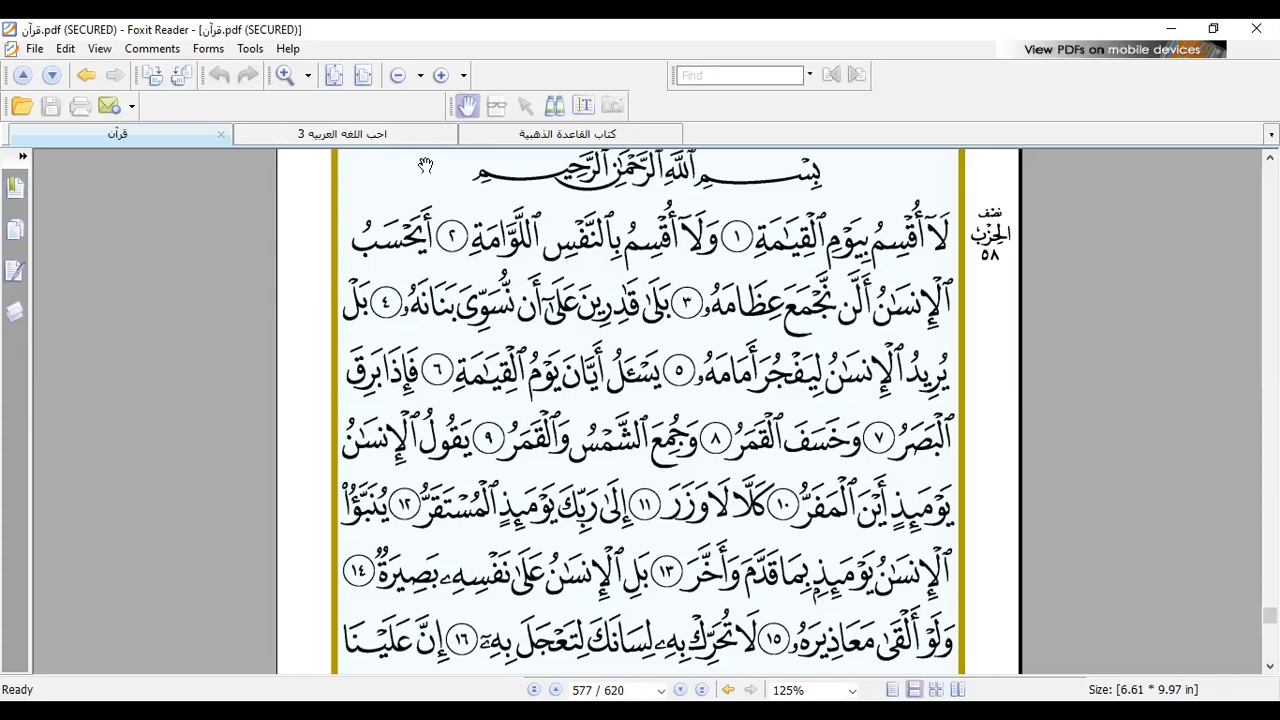 قرآن.pdf (SECURED) - Foxit Reader - [قرآن.pdf (SECURED)]
File Edit View Comments Forms Tools Help
View PDFs on mobile devices
Find
قرآن
احب اللغه العربيه 3
كتاب القاعدة الذهبية
بِسْمِ ٱللَّهِ ٱلرَّحْمَٰنِ ٱلرَّحِيمِ
نصف
الحزب
٥٨
لَآ أُقْسِمُ بِيَوْمِ ٱلْقِيَٰمَةِ ١ وَلَآ أُقْسِمُ بِٱلنَّفْسِ ٱللَّوَّامَةِ ٢ أَيَحْسَبُ
ٱلْإِنسَٰنُ أَلَّن نَّجْمَعَ عِظَامَهُۥ ٣ بَلَىٰ قَٰدِرِينَ عَلَىٰٓ أَن نُّسَوِّىَ بَنَانَهُۥ ٤ بَلْ
يُرِيدُ ٱلْإِنسَٰنُ لِيَفْجُرَ أَمَامَهُۥ ٥ يَسْـَٔلُ أَيَّانَ يَوْمُ ٱلْقِيَٰمَةِ ٦ فَإِذَا بَرِقَ
ٱلْبَصَرُ ٧ وَخَسَفَ ٱلْقَمَرُ ٨ وَجُمِعَ ٱلشَّمْسُ وَٱلْقَمَرُ ٩ يَقُولُ ٱلْإِنسَٰنُ
يَوْمَئِذٍ أَيْنَ ٱلْمَفَرُّ ١٠ كَلَّا لَا وَزَرَ ١١ إِلَىٰ رَبِّكَ يَوْمَئِذٍ ٱلْمُسْتَقَرُّ ١٢ يُنَبَّؤُا۟
ٱلْإِنسَٰنُ يَوْمَئِذٍۭ بِمَا قَدَّمَ وَأَخَّرَ ١٣ بَلِ ٱلْإِنسَٰنُ عَلَىٰ نَفْسِهِۦ بَصِيرَةٌ ١٤
وَلَوْ أَلْقَىٰ مَعَاذِيرَهُۥ ١٥ لَا تُحَرِّكْ بِهِۦ لِسَانَكَ لِتَعْجَلَ بِهِۦٓ ١٦ إِنَّ عَلَيْنَا
Ready 577 / 620 125% Size: [6.61 * 9.97 in]